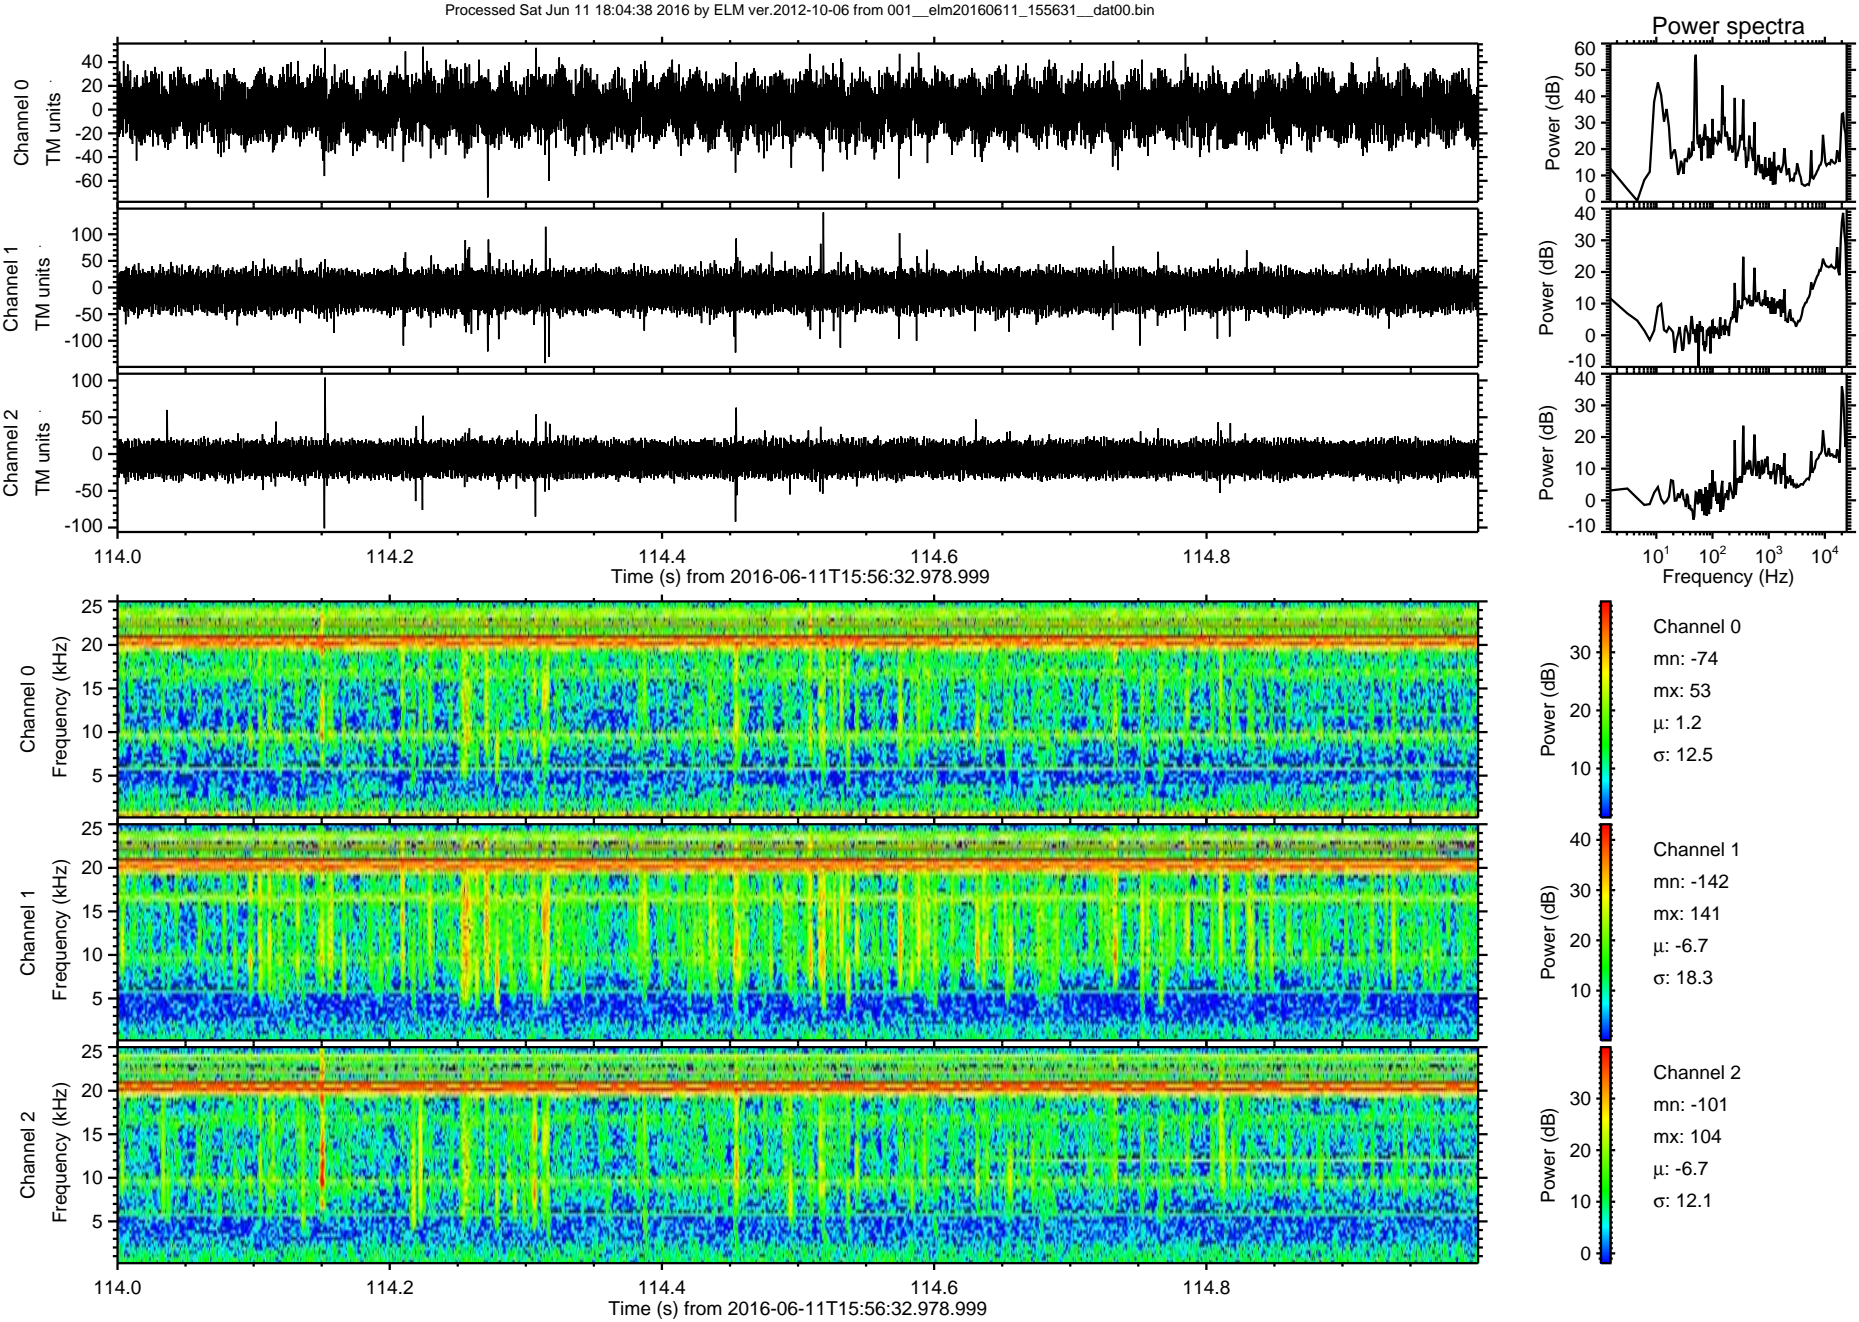 Processed Sat Jun 11 18:04:38 2016 by ELM ver.2012-10-06 from 001__elm20160611_155631__dat00.bin
Power spectra
Channel 0
TM units
40
20
0
-20
-40
-60
Power (dB)
60
50
40
30
20
10
0
Channel 1
TM units
100
50
0
-50
-100
Power (dB)
40
30
20
10
0
-10
Channel 2
TM units
100
50
0
-50
-100
Power (dB)
40
30
20
10
0
-10
114.0 114.2 114.4 114.6 114.8
Time (s) from 2016-06-11T15:56:32.978.999
10¹ 10² 10³ 10⁴
Frequency (Hz)
Channel 0
Frequency (kHz)
25
20
15
10
5
Power (dB)
30
20
10
Channel 0
mn: -74
mx: 53
μ: 1.2
σ: 12.5
Channel 1
Frequency (kHz)
25
20
15
10
5
Power (dB)
40
30
20
10
Channel 1
mn: -142
mx: 141
μ: -6.7
σ: 18.3
Channel 2
Frequency (kHz)
25
20
15
10
5
Power (dB)
30
20
10
0
Channel 2
mn: -101
mx: 104
μ: -6.7
σ: 12.1
114.0 114.2 114.4 114.6 114.8
Time (s) from 2016-06-11T15:56:32.978.999